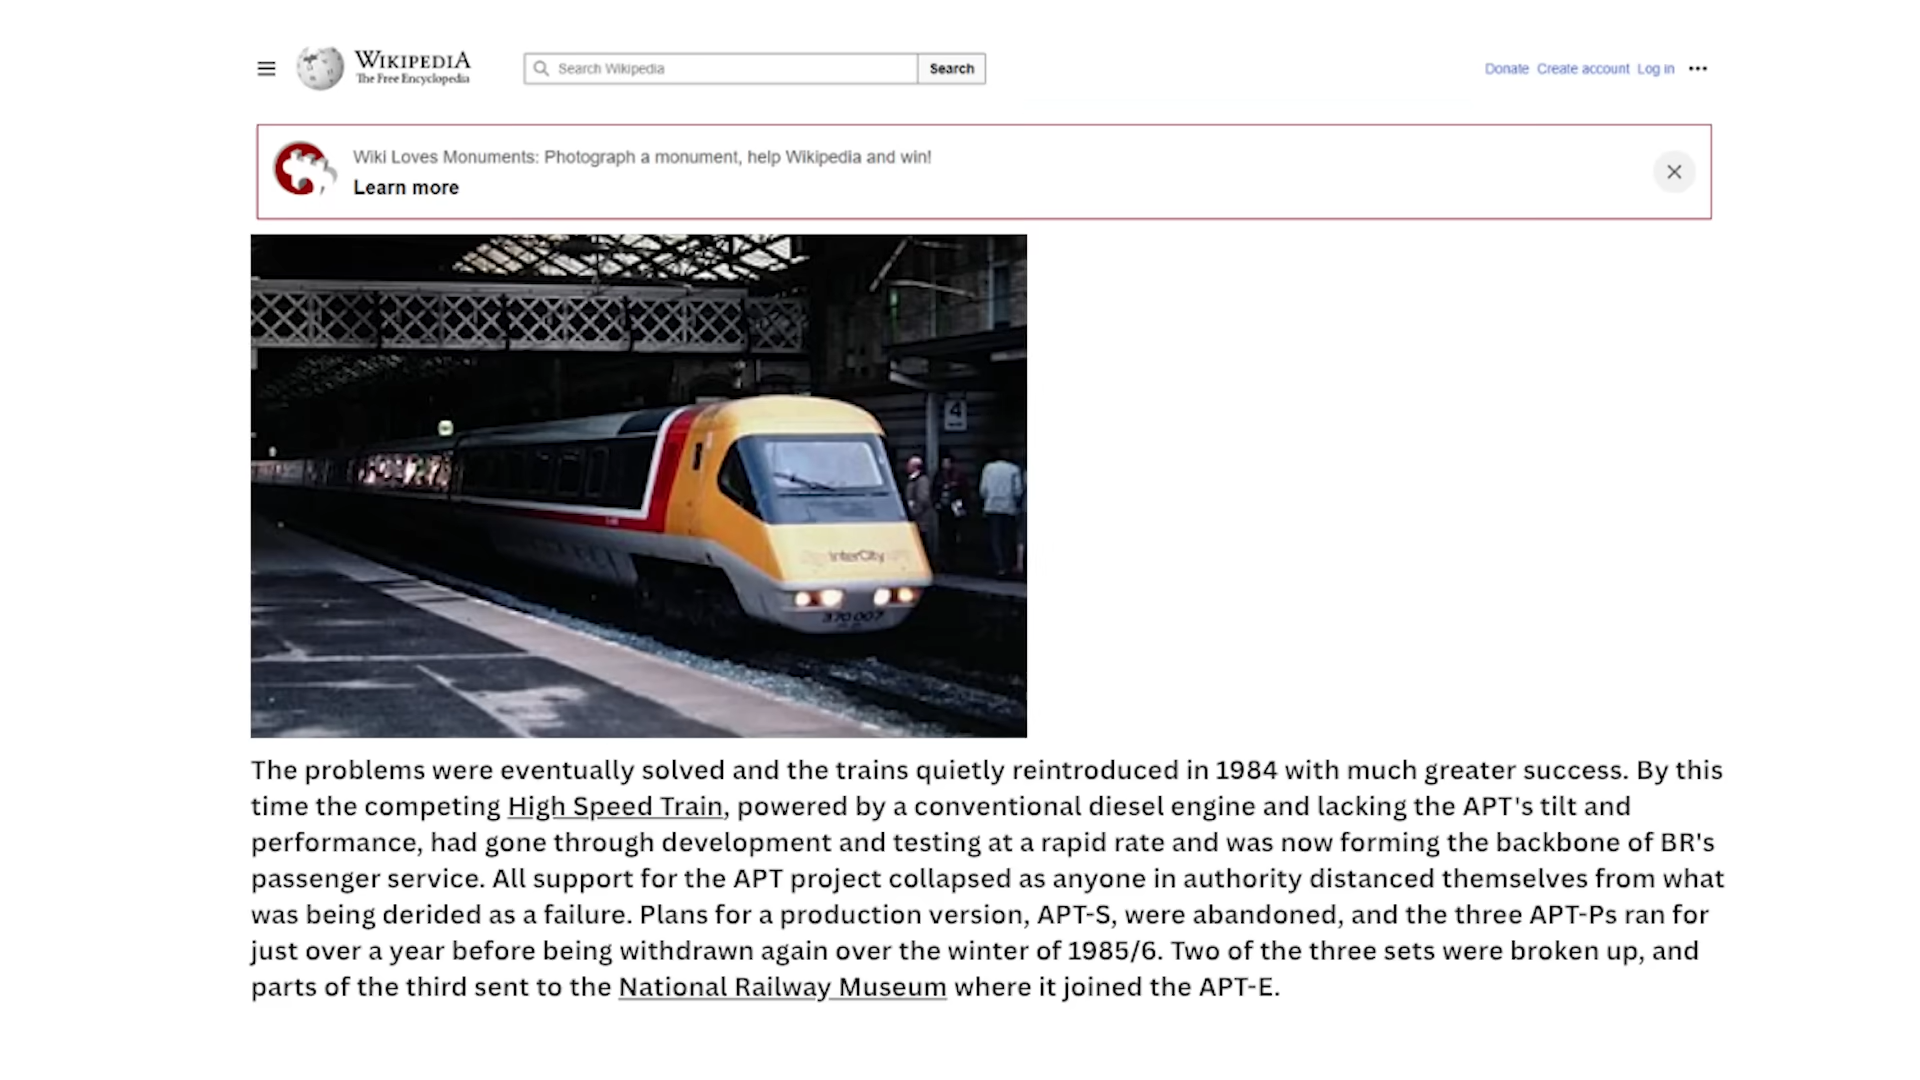 WIKIPEDIA
The Free Encyclopedia
Search Wikipedia
Search
Donate Create account Log in
Wiki Loves Monuments: Photograph a monument, help Wikipedia and win!
Learn more
4
InterCity
370 007
The problems were eventually solved and the trains quietly reintroduced in 1984 with much greater success. By this
time the competing High Speed Train, powered by a conventional diesel engine and lacking the APT's tilt and
performance, had gone through development and testing at a rapid rate and was now forming the backbone of BR's
passenger service. All support for the APT project collapsed as anyone in authority distanced themselves from what
was being derided as a failure. Plans for a production version, APT-S, were abandoned, and the three APT-Ps ran for
just over a year before being withdrawn again over the winter of 1985/6. Two of the three sets were broken up, and
parts of the third sent to the National Railway Museum where it joined the APT-E.